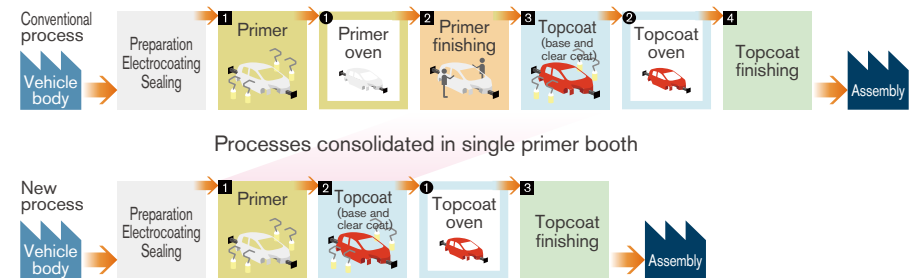 Conventional
process
Vehicle
body
Preparation
Electrocoating
Sealing
1
Primer
1
Primer
oven
2
Primer
finishing
3
Topcoat
(base and
clear coat)
2
Topcoat
oven
4
Topcoat
finishing
Assembly
Processes consolidated in single primer booth
New
process
Vehicle
body
Preparation
Electrocoating
Sealing
1
Primer
2
Topcoat
(base and
clear coat)
1
Topcoat
oven
3
Topcoat
finishing
Assembly